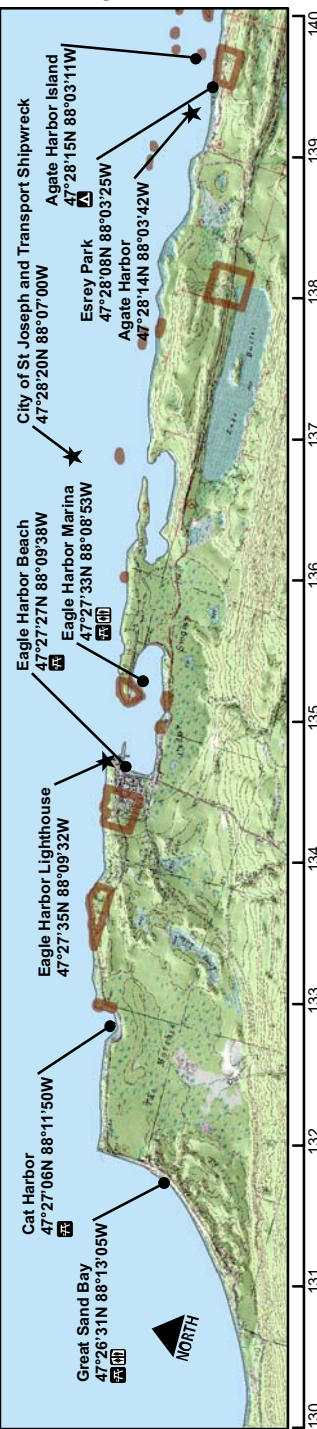 Great Sand Bay
47°26'31N 88°13'05W
Cat Harbor
47°27'06N 88°11'50W
Eagle Harbor Lighthouse
47°27'35N 88°09'32W
Eagle Harbor Beach
47°27'27N 88°09'38W
Eagle Harbor Marina
47°27'33N 88°08'53W
City of St Joseph and Transport Shipwreck
47°28'20N 88°07'00W
Agate Harbor Island
47°28'15N 88°03'11W
Esrey Park
47°28'08N 88°03'25W
Agate Harbor
47°28'14N 88°03'42W
NORTH
130
131
132
133
134
135
136
137
138
139
140